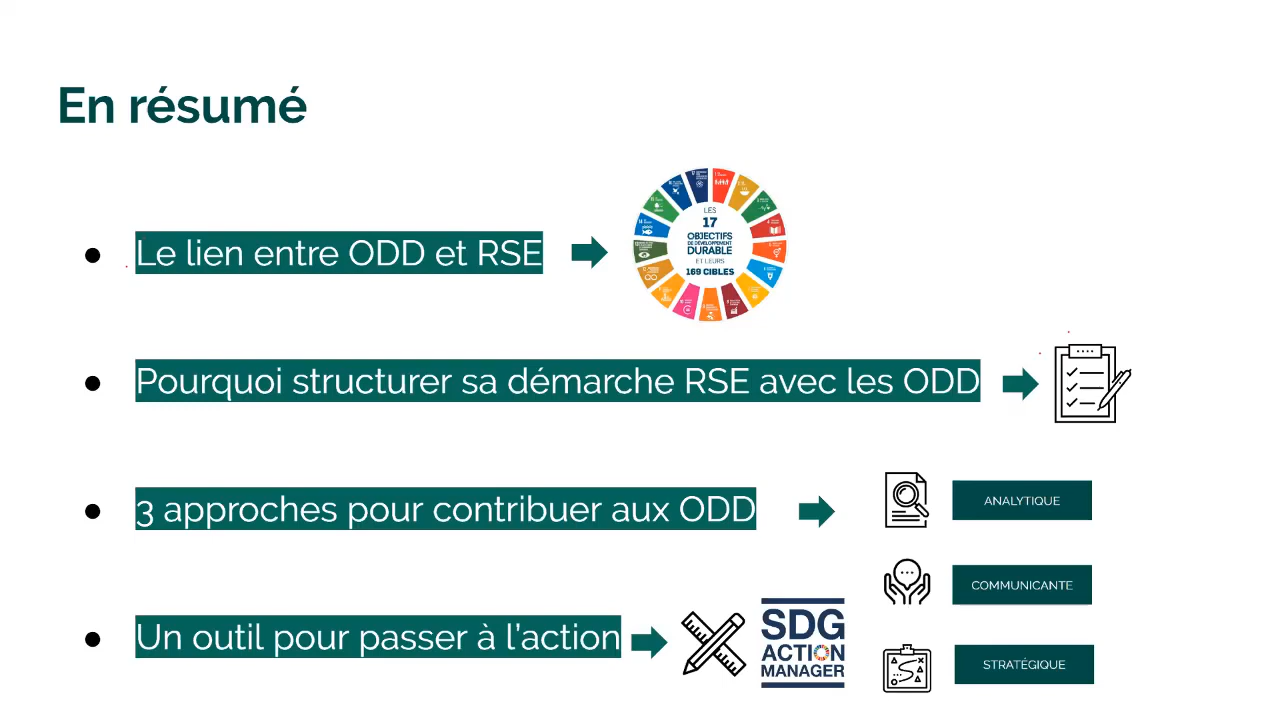 En résumé
Le lien entre ODD et RSE
LES
17
OBJECTIFS
DE DÉVELOPPEMENT
DURABLE
ET LEURS
169 CIBLES
Pourquoi structurer sa démarche RSE avec les ODD
3 approches pour contribuer aux ODD
ANALYTIQUE
COMMUNICANTE
STRATÉGIQUE
Un outil pour passer à l'action
SDG
ACTION
MANAGER